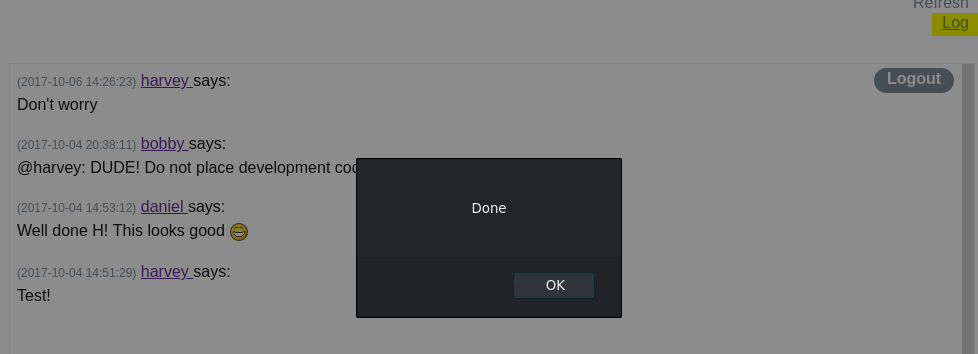 Refresh
Log
Logout
(2017-10-06 14:26:23) harvey says:
Don't worry
(2017-10-04 20:38:11) bobby says:
@harvey: DUDE! Do not place development
(2017-10-04 14:53:12) daniel says:
Well done H! This looks good 😄
(2017-10-04 14:51:29) harvey says:
Test!
Done
OK